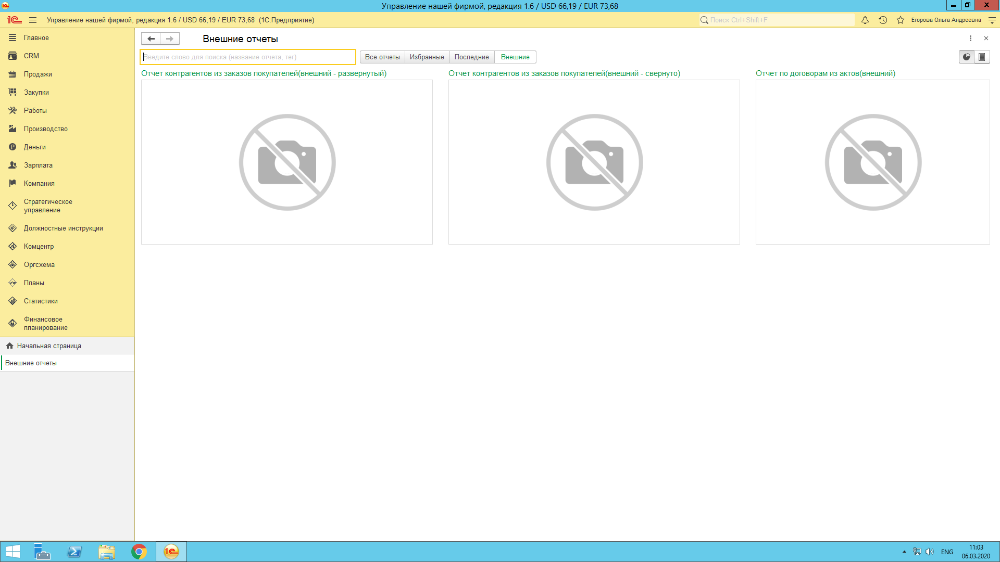 Управление нашей фирмой, редакция 1.6 / USD 66,19 / EUR 73,68
Управление нашей фирмой, редакция 1.6 / USD 66,19 / EUR 73,68 (1С:Предприятие)
Поиск Ctrl+Shift+F
Егорова Ольга Андреевна
Главное
CRM
Продажи
Закупки
Работы
Производство
Деньги
Зарплата
Компания
Стратегическое
управление
Должностные инструкции
Комцентр
Оргсхема
Планы
Статистики
Финансовое
планирование
Начальная страница
Внешние отчеты
Внешние отчеты
Введите слово для поиска (название отчета, тег)
Все отчеты
Избранные
Последние
Внешние
Отчет контрагентов из заказов покупателей(внешний - развернутый)
Отчет контрагентов из заказов покупателей(внешний - свернуто)
Отчет по договорам из актов(внешний)
ENG
11:03
06.03.2020